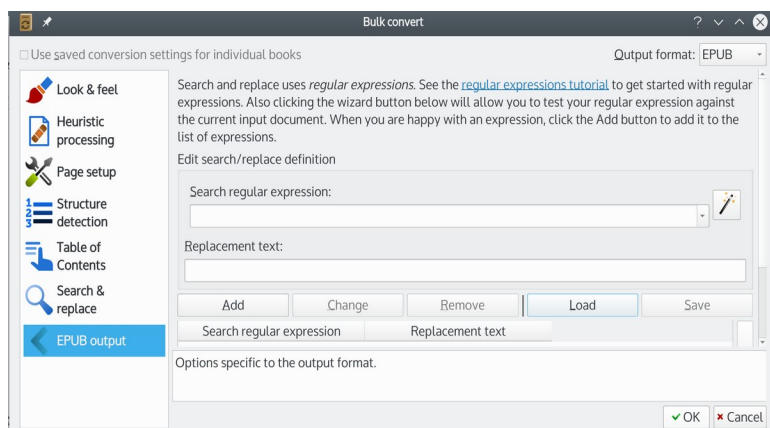 Bulk convert
Use saved conversion settings for individual books
Output format: EPUB
Look & feel
Heuristic
processing
Page setup
Structure
detection
Table of
Contents
Search &
replace
EPUB output
Search and replace uses regular expressions. See the regular expressions tutorial to get started with regular
expressions. Also clicking the wizard button below will allow you to test your regular expression against
the current input document. When you are happy with an expression, click the Add button to add it to the
list of expressions.
Edit search/replace definition
Search regular expression:
Replacement text:
Add Change Remove Load Save
Search regular expression Replacement text
Options specific to the output format.
OK Cancel